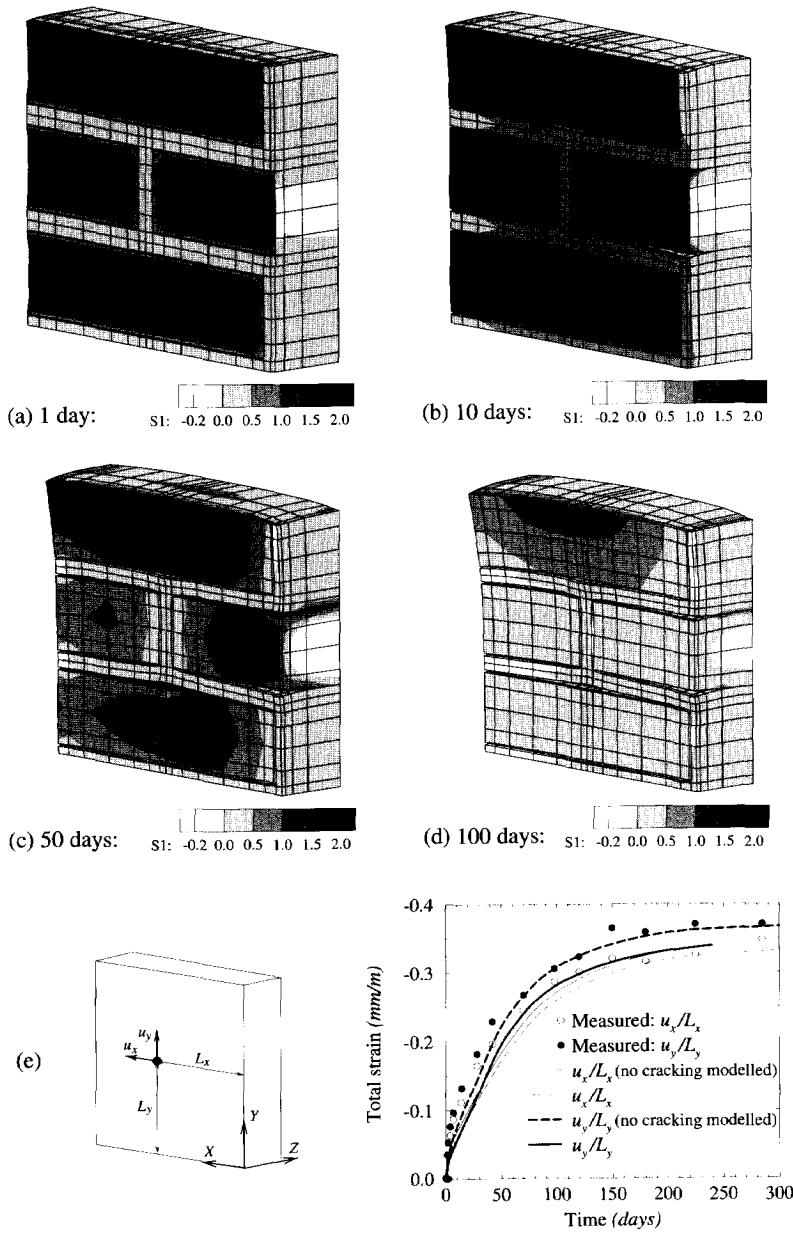 (a) 1 day:
S1: -0.2 0.0 0.5 1.0 1.5 2.0
(b) 10 days:
S1: -0.2 0.0 0.5 1.0 1.5 2.0
(c) 50 days:
S1: -0.2 0.0 0.5 1.0 1.5 2.0
(d) 100 days:
S1: -0.2 0.0 0.5 1.0 1.5 2.0
(e)
u_y
u_x
L_x
L_y
Y
X
Z
Total strain (mm/m)
-0.4
-0.3
-0.2
-0.1
0.0
Measured: u_x/L_x
Measured: u_y/L_y
u_x/L_x (no cracking modelled)
u_x/L_x
u_y/L_y (no cracking modelled)
u_y/L_y
0 50 100 150 200 250 300
Time (days)